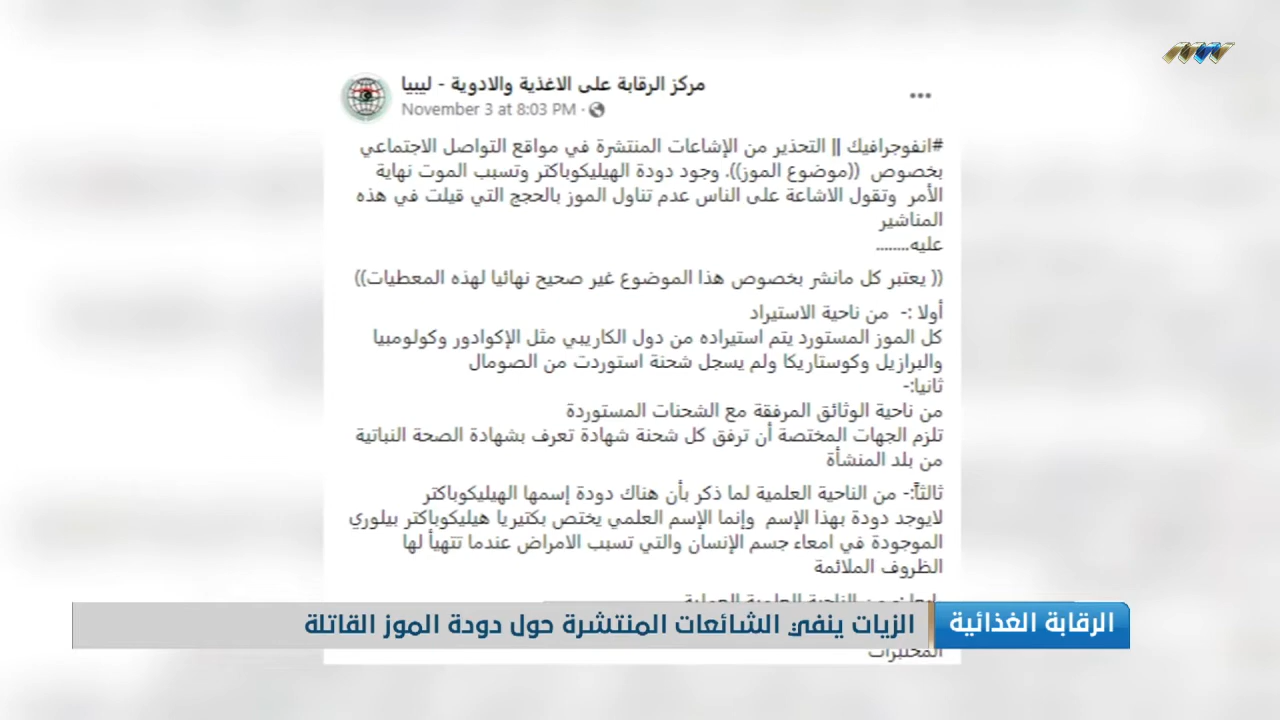 مركز الرقابة على الاغذية والادوية - ليبيا
November 3 at 8:03 PM ·
#انفوجرافيك || التحذير من الإشاعات المنتشرة في مواقع التواصل الاجتماعي
بخصوص ((موضوع الموز)). وجود دودة الهيليكوباكتر وتسبب الموت نهاية
الأمر وتقول الاشاعة على الناس عدم تناول الموز بالحجج التي قيلت في هذه
المناشير
عليه........
(( يعتبر كل مانشر بخصوص هذا الموضوع غير صحيح نهائيا لهذه المعطيات))
أولا :- من ناحية الاستيراد
كل الموز المستورد يتم استيراده من دول الكاريبي مثل الإكوادور وكولومبيا
والبرازيل وكوستاريكا ولم يسجل شحنة استوردت من الصومال
ثانيا:-
من ناحية الوثائق المرفقة مع الشحنات المستوردة
تلزم الجهات المختصة أن ترفق كل شحنة شهادة تعرف بشهادة الصحة النباتية
من بلد المنشأة
ثالثاً:- من الناحية العلمية لما ذكر بأن هناك دودة إسمها الهيليكوباكتر
لايوجد دودة بهذا الإسم وإنما الإسم العلمي يختص بكتيريا هيليكوباكتر بيلوري
الموجودة في امعاء جسم الإنسان والتي تسبب الامراض عندما تتهيأ لها
الظروف الملائمة
الرقابة الغذائية
الزيات ينفي الشائعات المنتشرة حول دودة الموز القاتلة
المختبرات